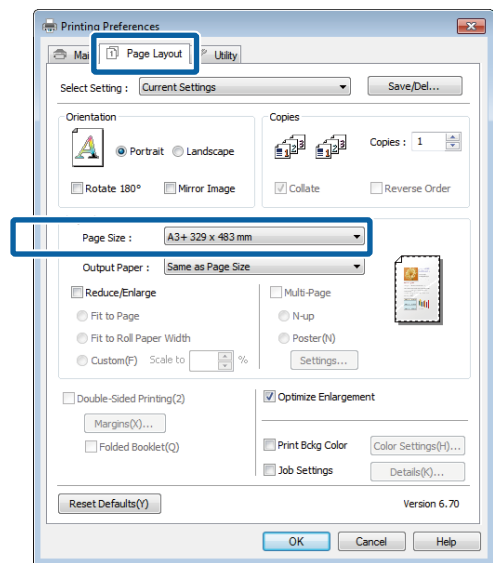 Printing Preferences
Page Layout Utility
Select Setting : Current Settings Save/Del...
Orientation Copies
Portrait Landscape Copies : 1
Rotate 180° Mirror Image Collate Reverse Order
Page Size : A3+ 329 x 483 mm
Output Paper : Same as Page Size
Reduce/Enlarge Multi-Page
Fit to Page N-up
Fit to Roll Paper Width Poster(N)
Custom(F) Scale to % Settings...
Double-Sided Printing(2) Optimize Enlargement
Margins(X)...
Folded Booklet(Q) Print Bckg Color Color Settings(H)...
Job Settings Details(K)...
Reset Defaults(Y) Version 6.70
OK Cancel Help